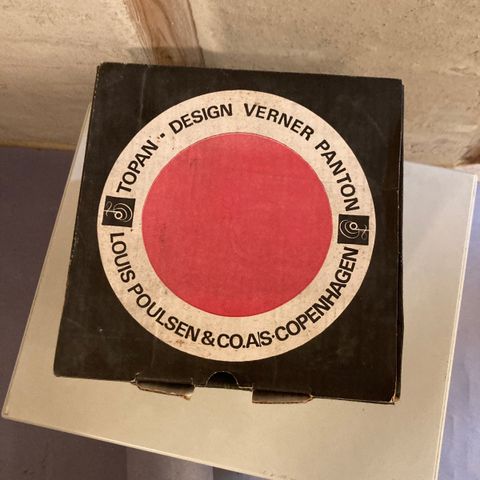 TOPAN - DESIGN VERNER PANTON
LOUIS POULSEN & CO.A/S·COPENHAGEN